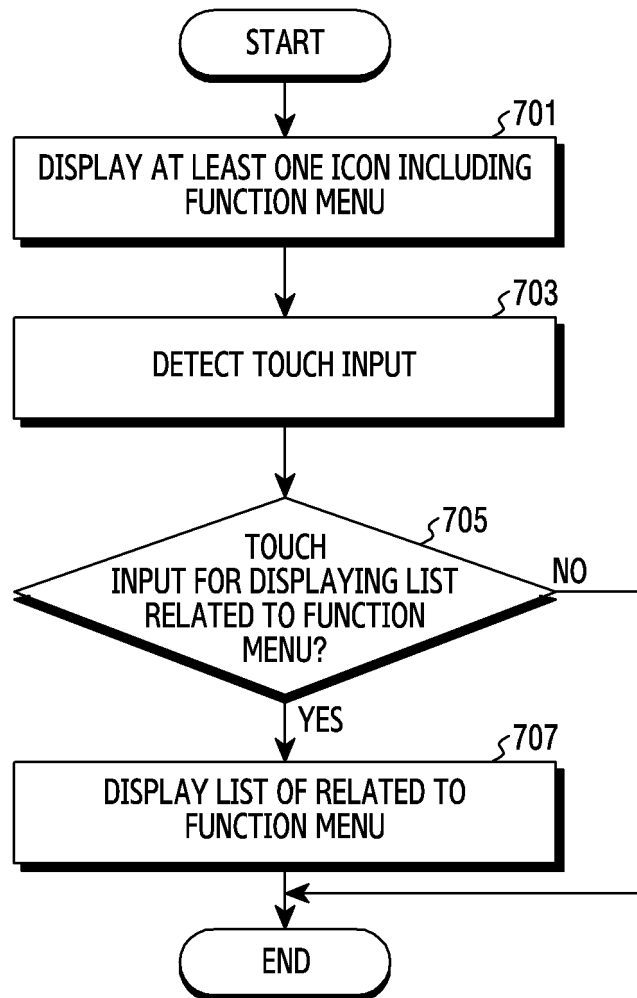 START
701
DISPLAY AT LEAST ONE ICON INCLUDING
FUNCTION MENU
703
DETECT TOUCH INPUT
705
TOUCH
INPUT FOR DISPLAYING LIST
RELATED TO FUNCTION
MENU?
NO
YES
707
DISPLAY LIST OF RELATED TO
FUNCTION MENU
END